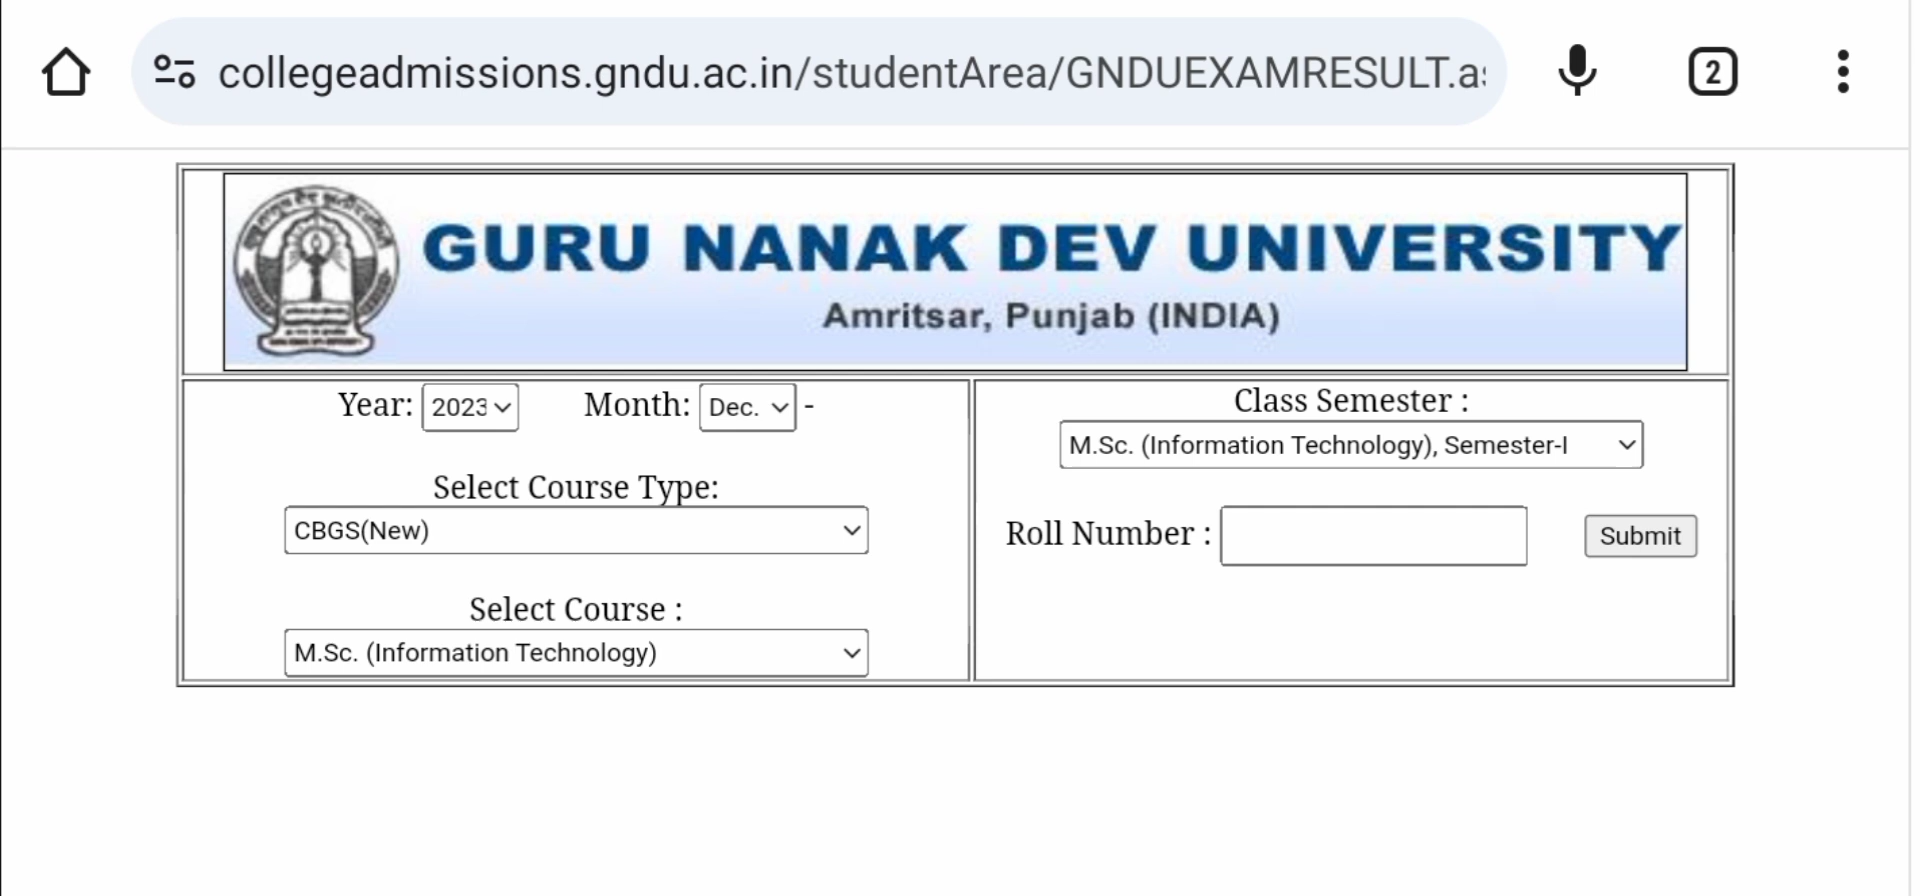 collegeadmissions.gndu.ac.in/studentArea/GNDUEXAMRESULT.as
2
GURU NANAK DEV UNIVERSITY
Amritsar, Punjab (INDIA)
Year: 2023 Month: Dec. -
Select Course Type:
CBGS(New)
Select Course :
M.Sc. (Information Technology)
Class Semester :
M.Sc. (Information Technology), Semester-I
Roll Number : Submit